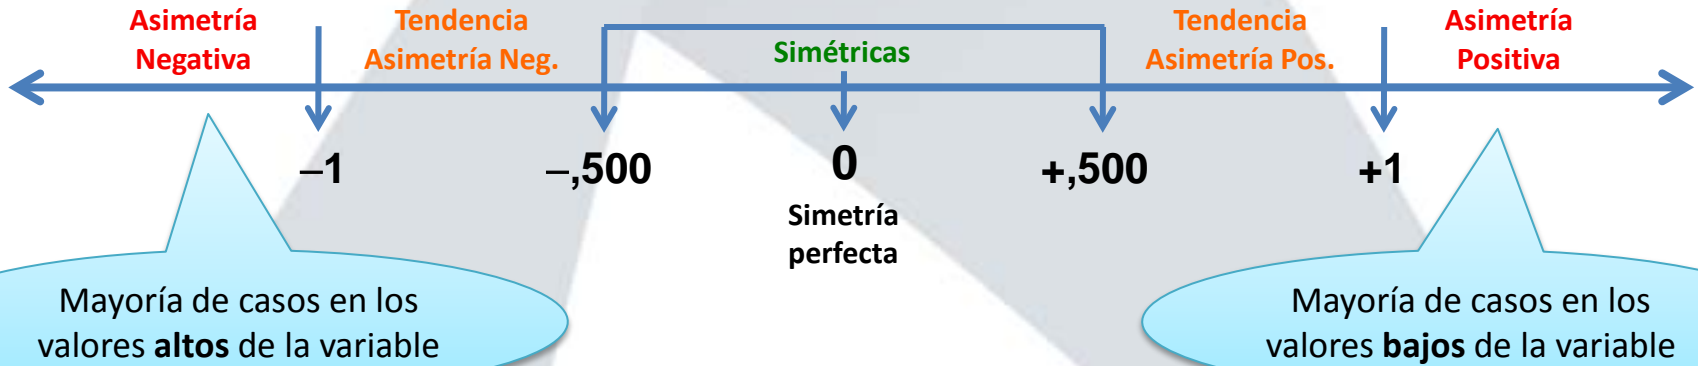 Asimetría
Negativa
Tendencia
Asimetría Neg.
Simétricas
Tendencia
Asimetría Pos.
Asimetría
Positiva
–1
–,500
0
+,500
+1
Simetría
perfecta
Mayoría de casos en los
valores altos de la variable
Mayoría de casos en los
valores bajos de la variable